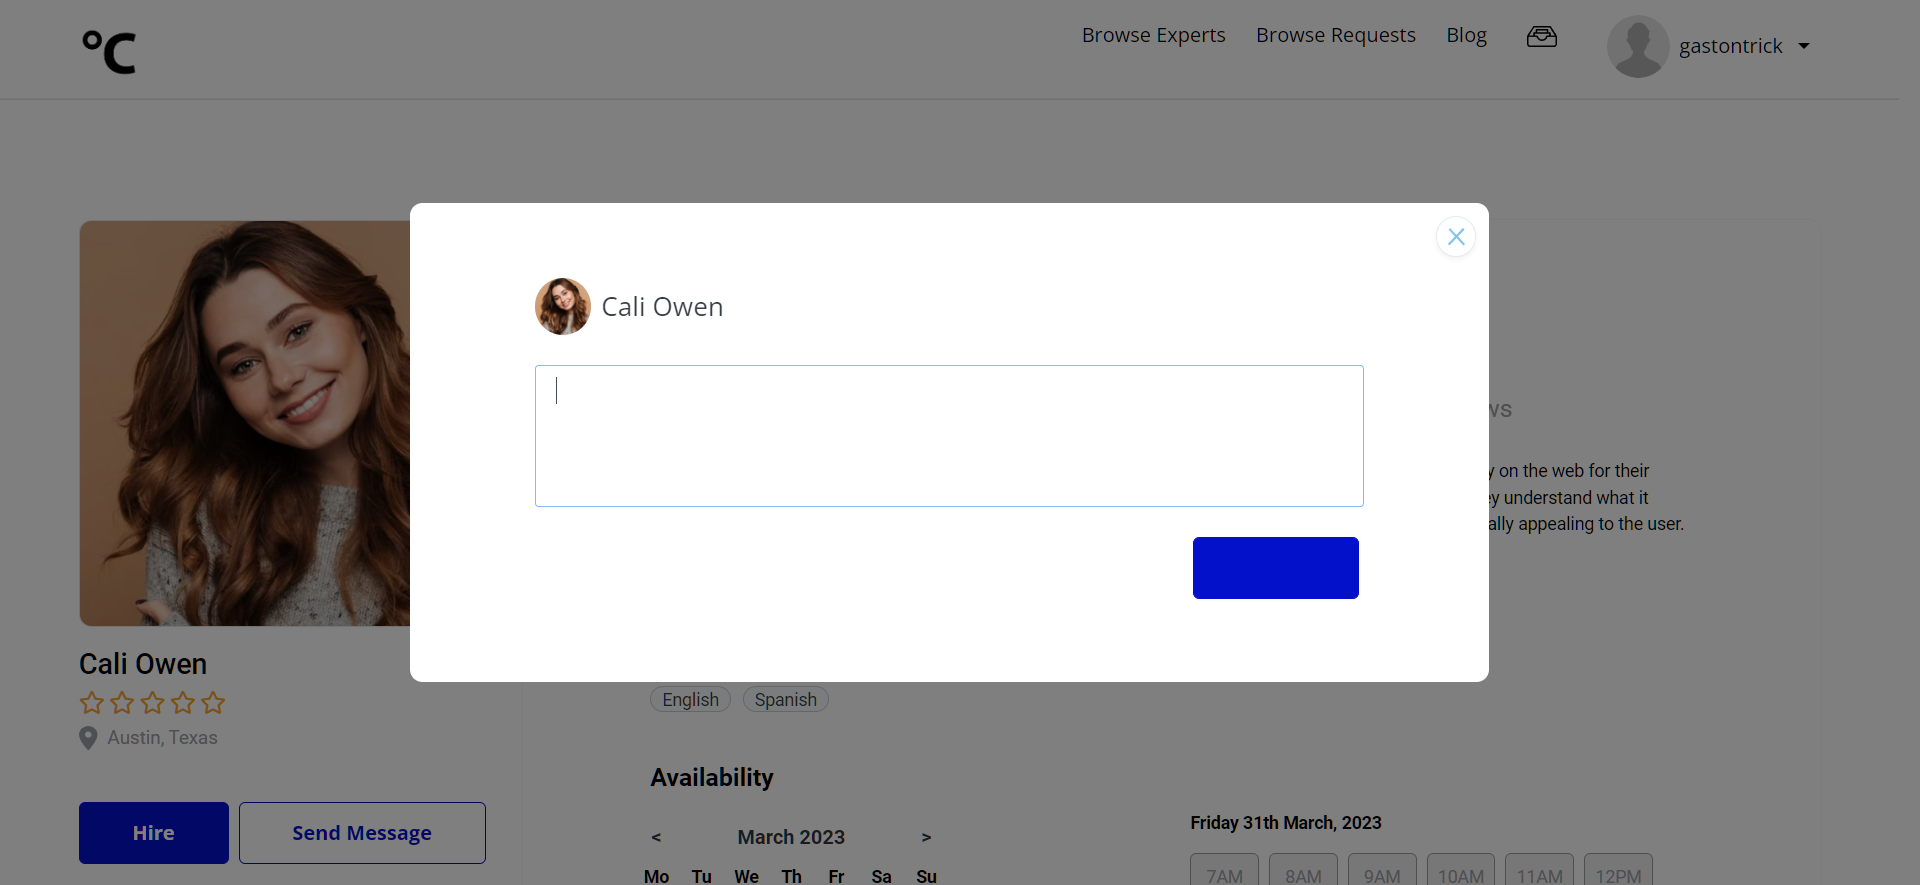 °C
Browse Experts Browse Requests Blog gastontrick
Cali Owen
ws
y on the web for their
ey understand what it
ally appealing to the user.
Cali Owen
Austin, Texas
Hire Send Message
English Spanish
Availability
< March 2023 >
Mo Tu We Th Fr Sa Su
Friday 31th March, 2023
7AM 8AM 9AM 10AM 11AM 12PM